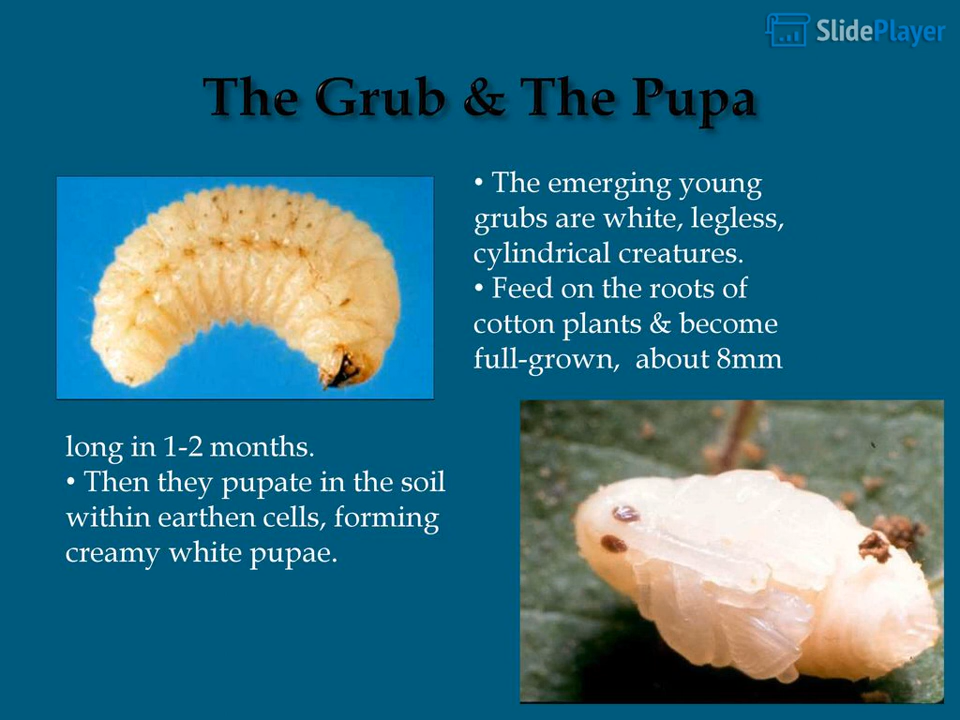 SlidePlayer
The Grub & The Pupa
• The emerging young
grubs are white, legless,
cylindrical creatures.
• Feed on the roots of
cotton plants & become
full-grown,  about 8mm
long in 1-2 months.
• Then they pupate in the soil
within earthen cells, forming
creamy white pupae.